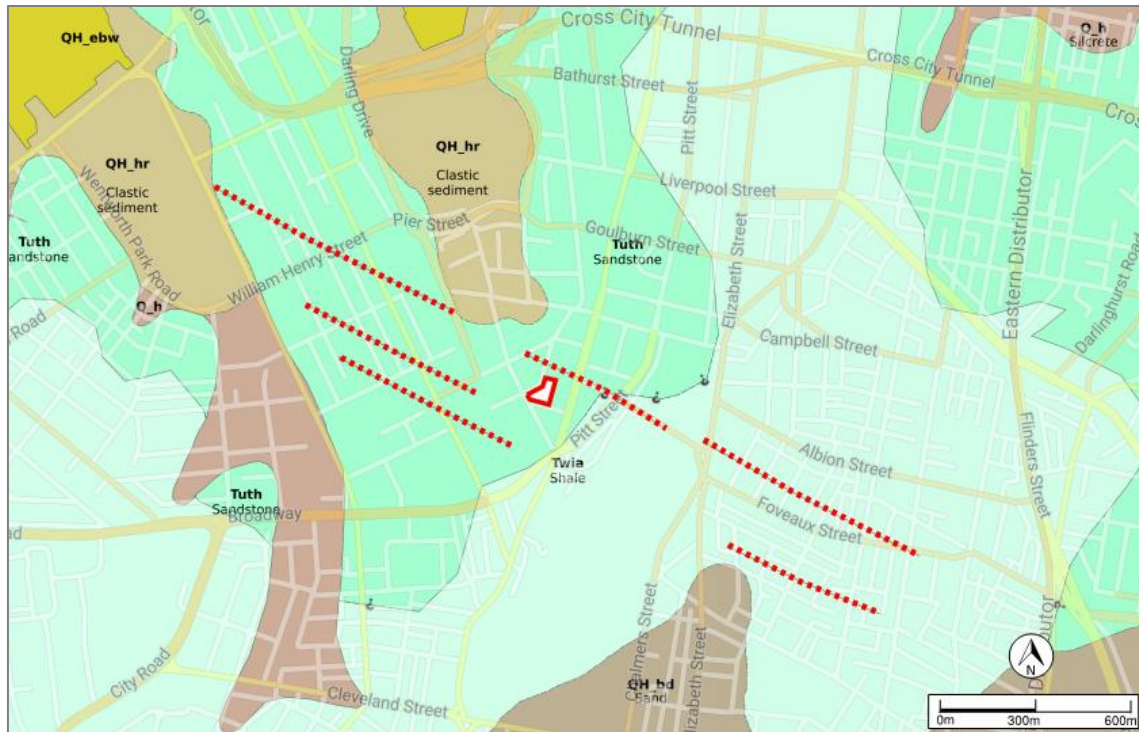 QH_ebw
Cross City Tunnel
Q_h
Silcrete
Cross City Tunnel
Bathurst Street
Darling Drive
Pitt Street
QH_hr
Clastic
sediment
QH_hr
Clastic
sediment
Wentworth Park Road
Liverpool Street
Pier Street
Goulburn Street
Tuth
Sandstone
Tuth
andstone
William Henry Street
Elizabeth Street
Eastern Distributor
Darlinghurst Road
Q_h
Campbell Street
Pitt Street
Flinders Street
Albion Street
Twia
Shale
Tuth
Sandstone
Broadway
Foveaux Street
Chalmers Street
Elizabeth Street
City Road
QH_bd
Sand
Cleveland Street
N
0m 300m 600m